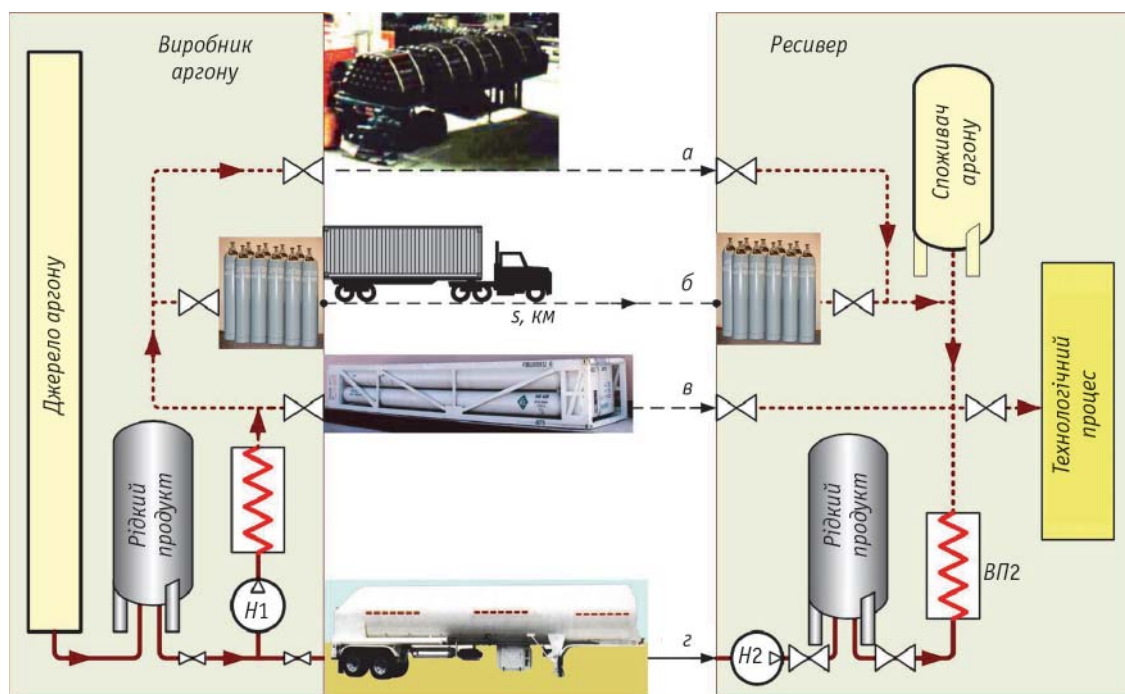 Виробник
аргону
Ресивер
Споживач
аргону
Джерело аргону
а
б
s, км
в
г
Рідкий
продукт
Н1
Рідкий
продукт
Н2
ВП2
Технологічний
процес